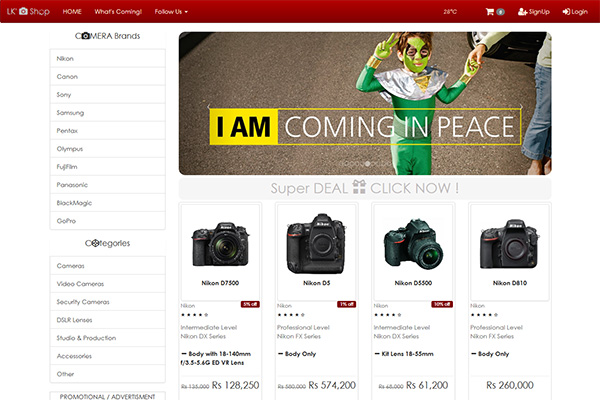 LK' Shop HOME What's Coming! Follow Us 28°C 0 SignUp Login
CAMERA Brands
Nikon
Canon
Sony
Samsung
Pentax
Olympus
FujiFilm
Panasonic
BlackMagic
GoPro
Categories
Cameras
Video Cameras
Security Cameras
DSLR Lenses
Studio & Production
Accessories
Other
PROMOTIONAL / ADVERTISMENT
I AM COMING IN PEACE
Super DEAL CLICK NOW !
Nikon D7500
Nikon 5% off
Intermediate Level
Nikon DX Series
Body with 18-140mm
f/3.5-5.6G ED VR Lens
Rs 135,000 Rs 128,250
Nikon D5
Nikon 1% off
Professional Level
Nikon FX Series
Body Only
Rs 580,000 Rs 574,200
Nikon D5500
Nikon 10% off
Intermediate Level
Nikon DX Series
Kit Lens 18-55mm
Rs 68,000 Rs 61,200
Nikon D810
Nikon
Professional Level
Nikon FX Series
Body Only
Rs 260,000